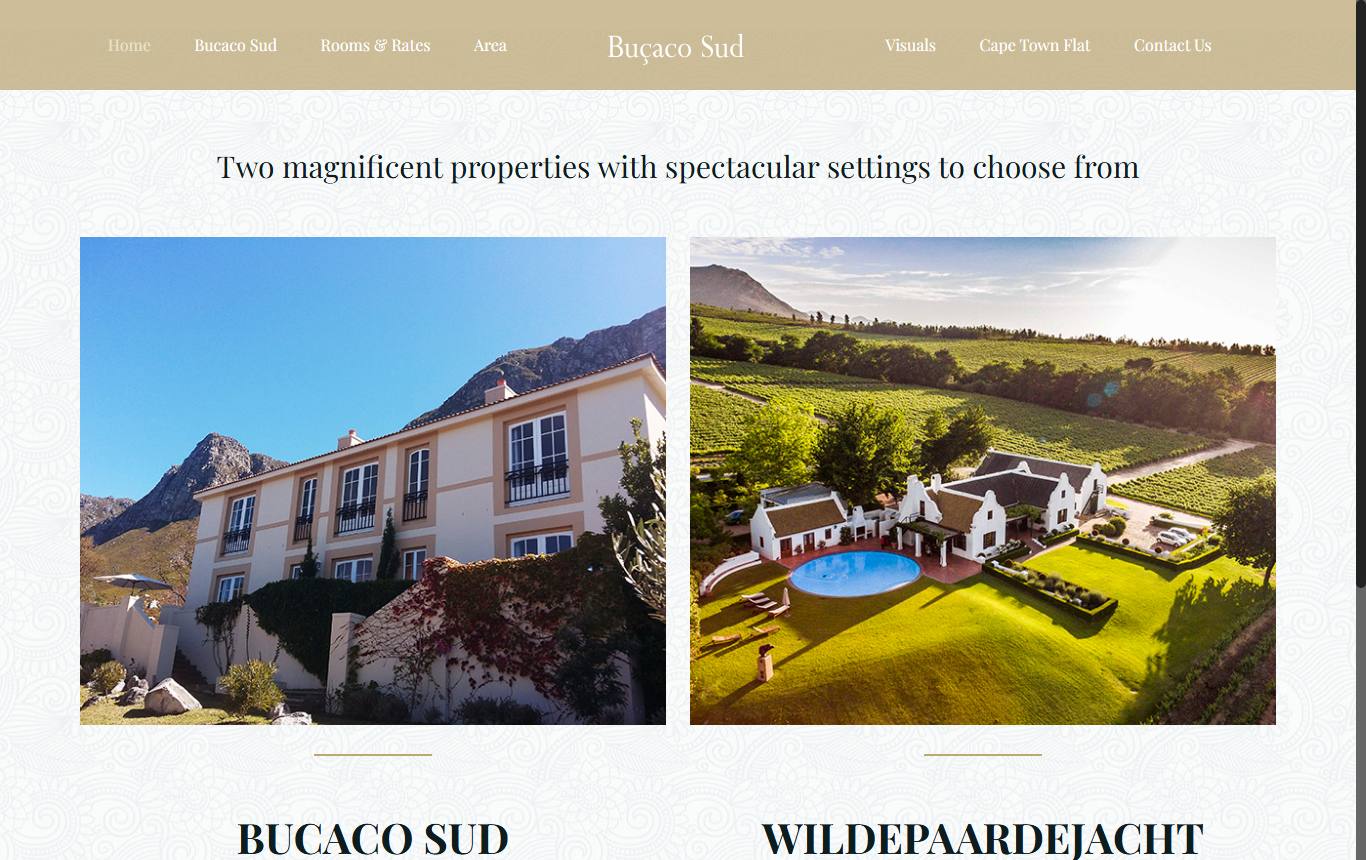 Home
Bucaco Sud
Rooms & Rates
Area
Buçaco Sud
Visuals
Cape Town Flat
Contact Us
Two magnificent properties with spectacular settings to choose from
BUCACO SUD
WILDEPAARDEJACHT